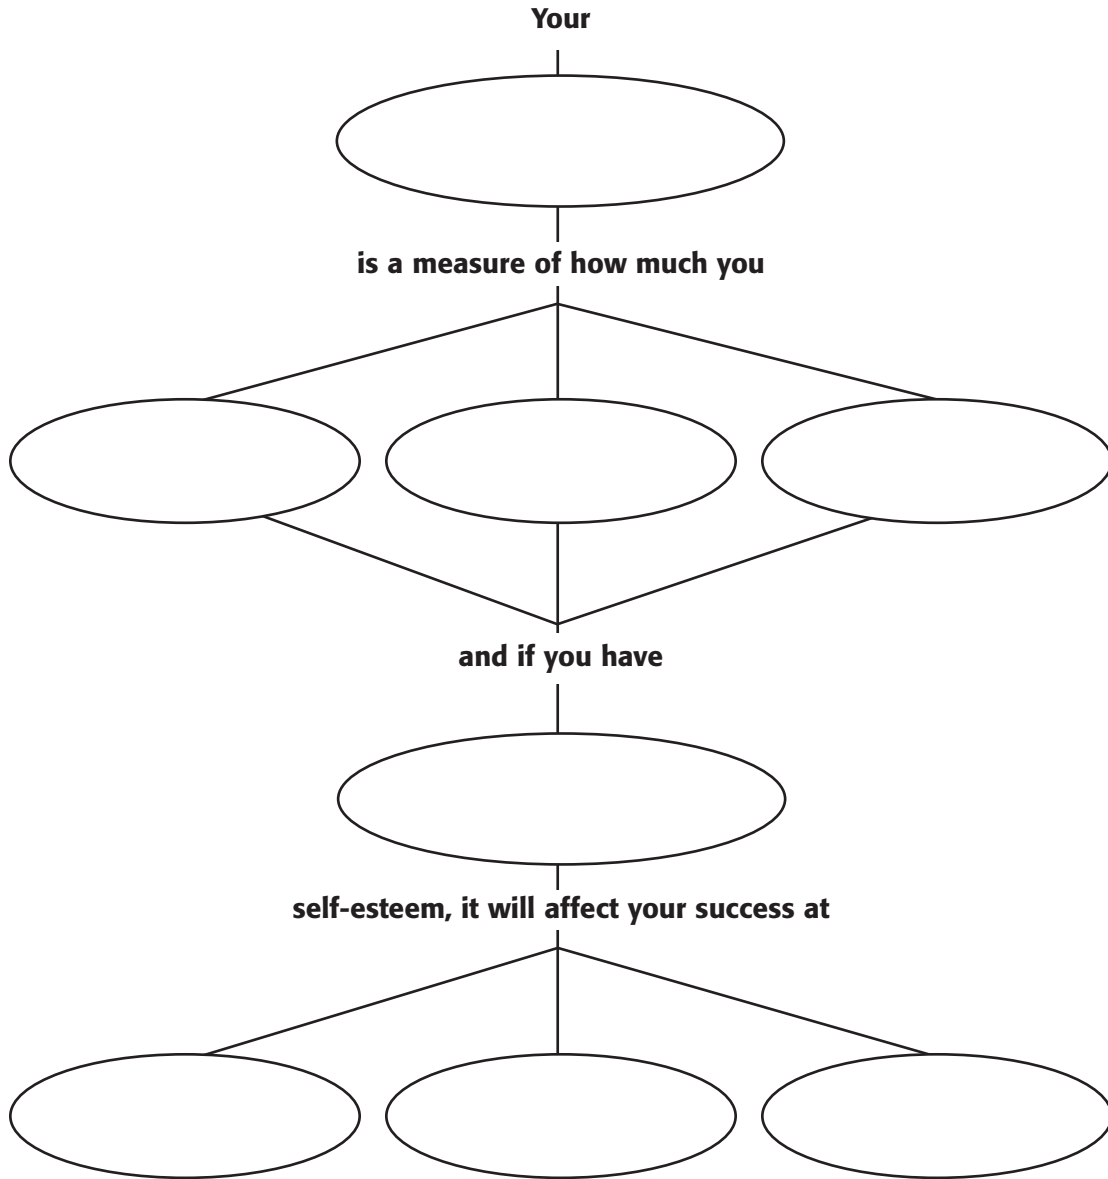 Your
is a measure of how much you
and if you have
self-esteem, it will affect your success at